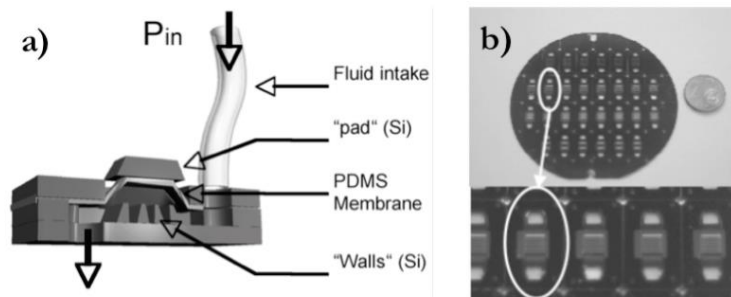 a)
Pin
Fluid intake
“pad“ (Si)
PDMS
Membrane
“Walls“ (Si)
b)